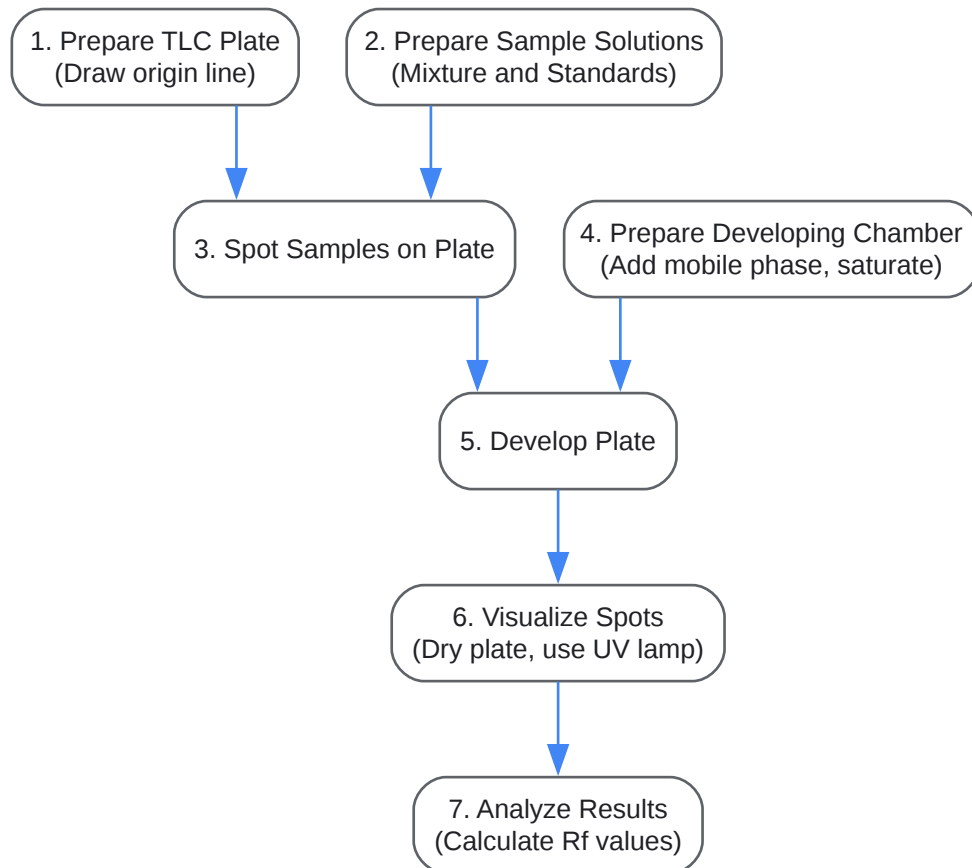 1. Prepare TLC Plate
(Draw origin line)
2. Prepare Sample Solutions
(Mixture and Standards)
3. Spot Samples on Plate
4. Prepare Developing Chamber
(Add mobile phase, saturate)
5. Develop Plate
6. Visualize Spots
(Dry plate, use UV lamp)
7. Analyze Results
(Calculate Rf values)